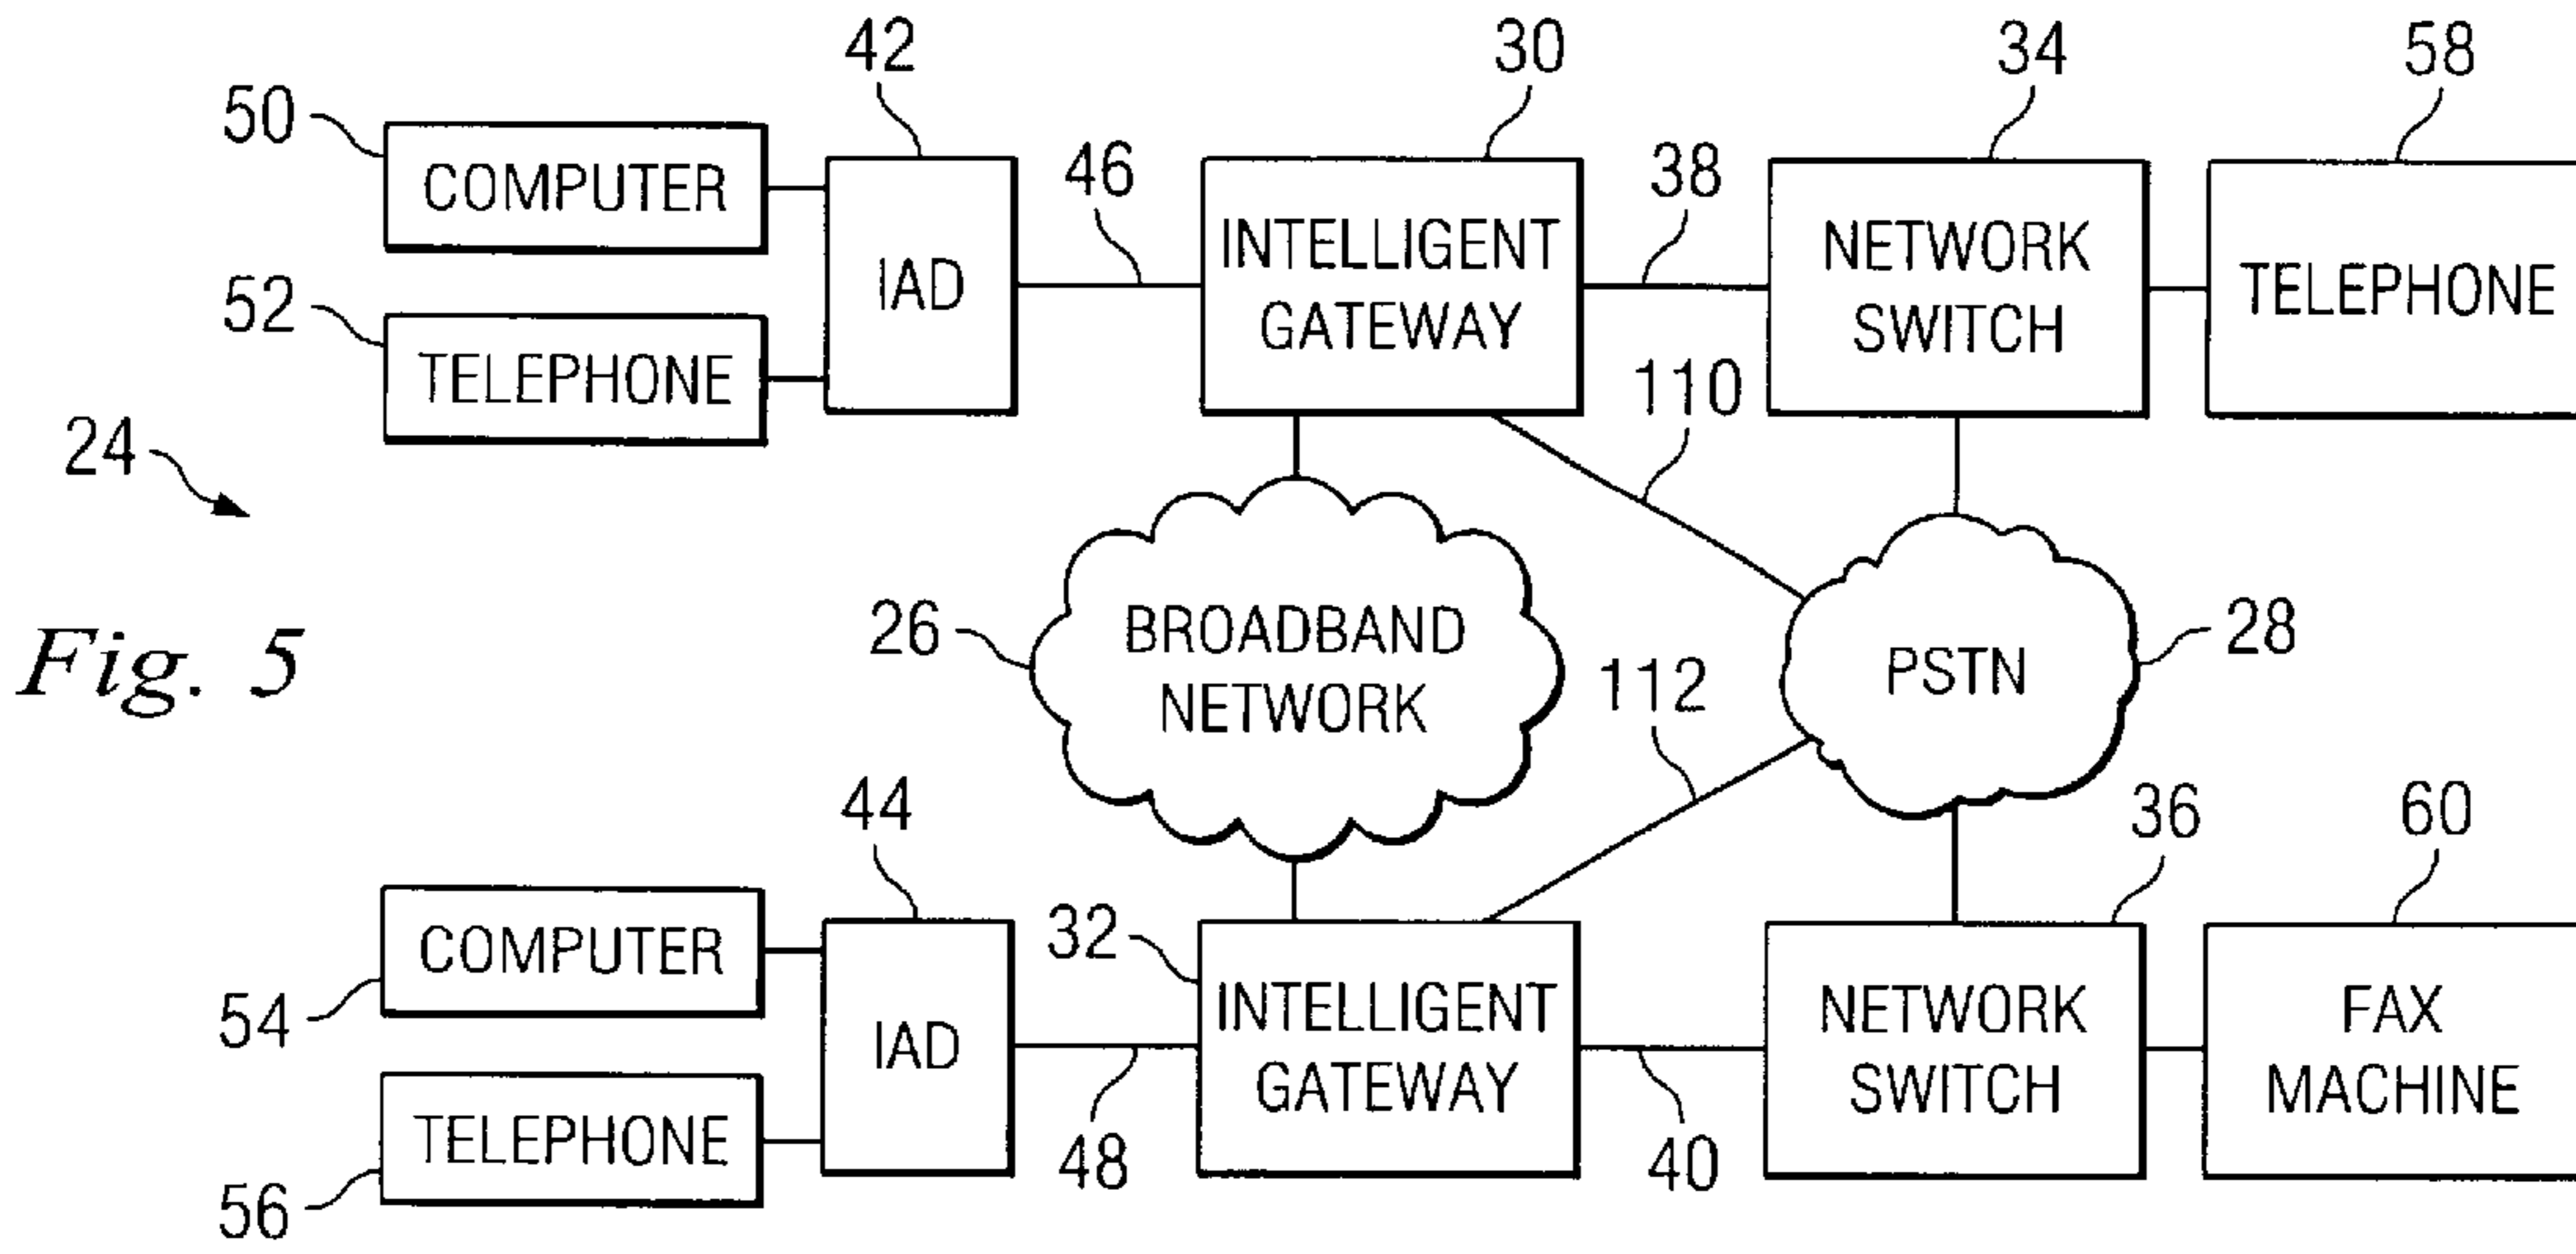 42
30
34
58
50
COMPUTER
46
38
INTELLIGENT
GATEWAY
NETWORK
SWITCH
TELEPHONE
IAD
52
TELEPHONE
110
24
Fig. 5
26
BROADBAND
NETWORK
PSTN
28
112
44
36
60
32
COMPUTER
54
IAD
INTELLIGENT
GATEWAY
NETWORK
SWITCH
FAX
MACHINE
TELEPHONE
56
48
40